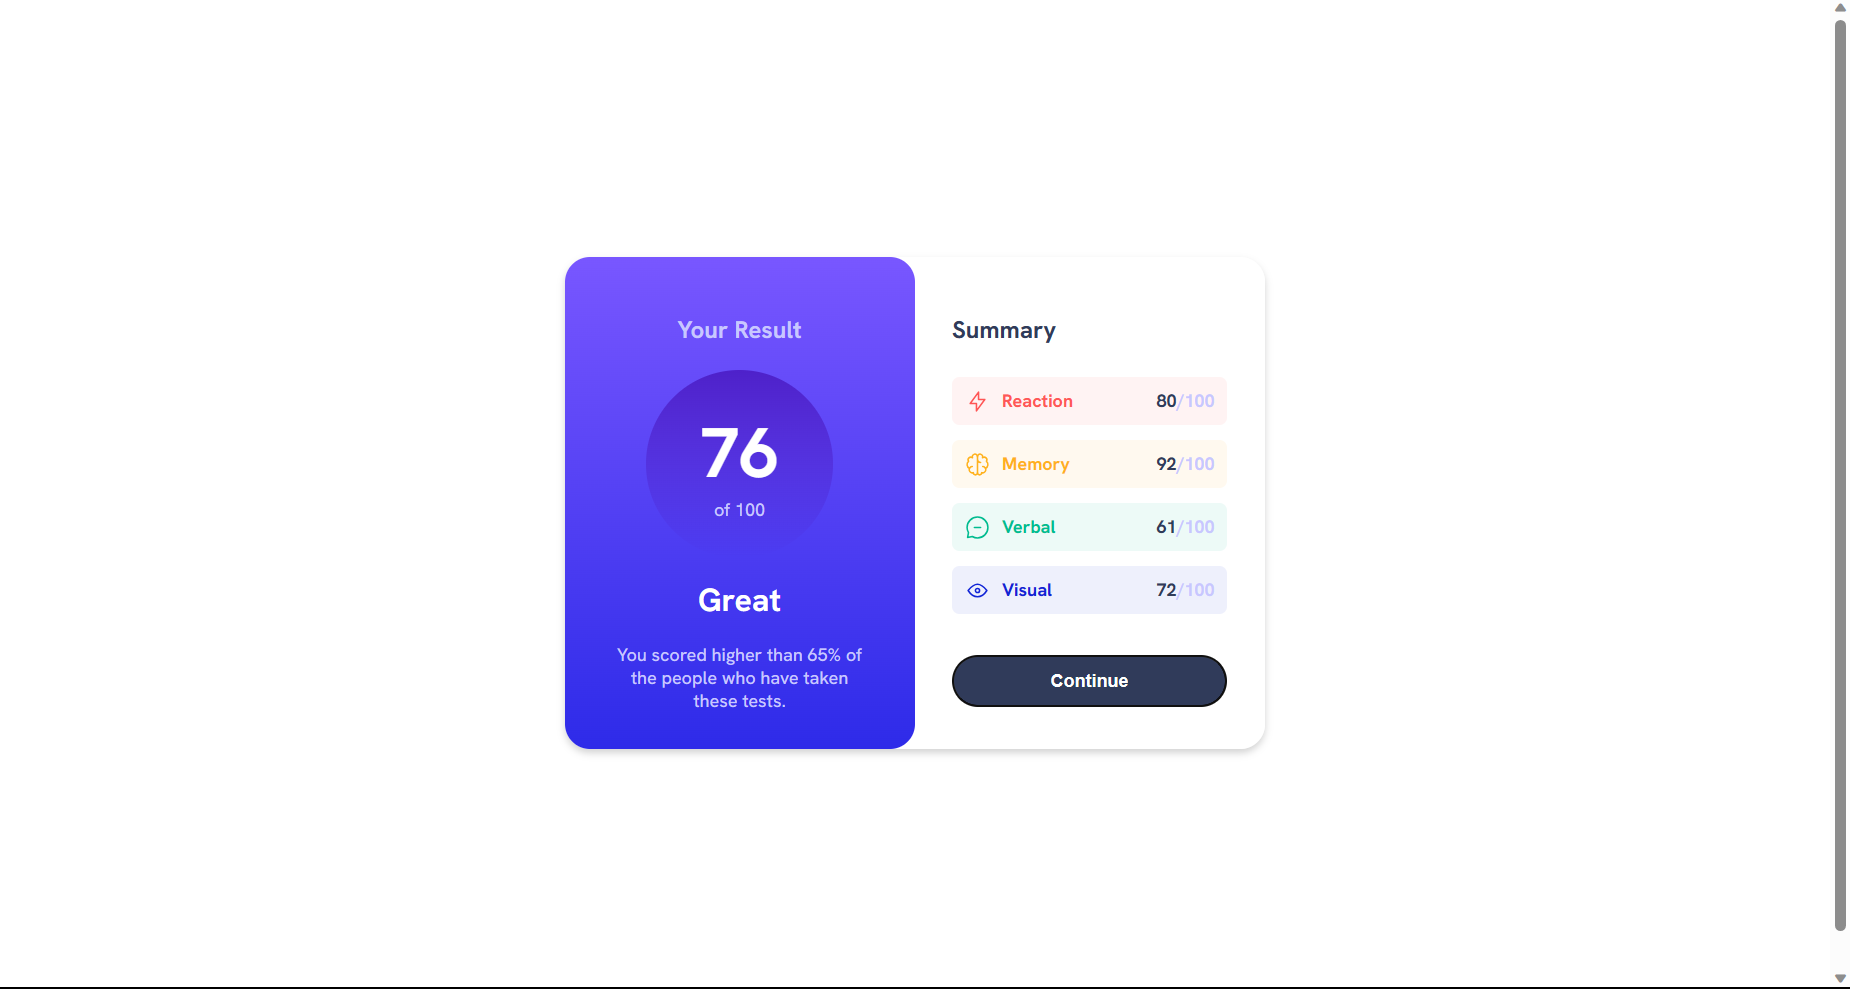 Your Result
76
of 100
Great
You scored higher than 65% of
the people who have taken
these tests.
Summary
Reaction 80/100
Memory 92/100
Verbal 61/100
Visual 72/100
Continue